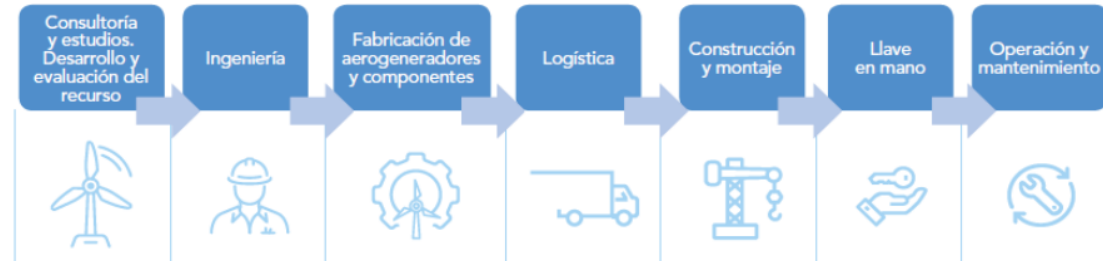 Consultoría
y estudios.
Desarrollo y
evaluación del
recurso
Ingeniería
Fabricación de
aerogeneradores
y componentes
Logística
Construcción
y montaje
Llave
en mano
Operación y
mantenimiento